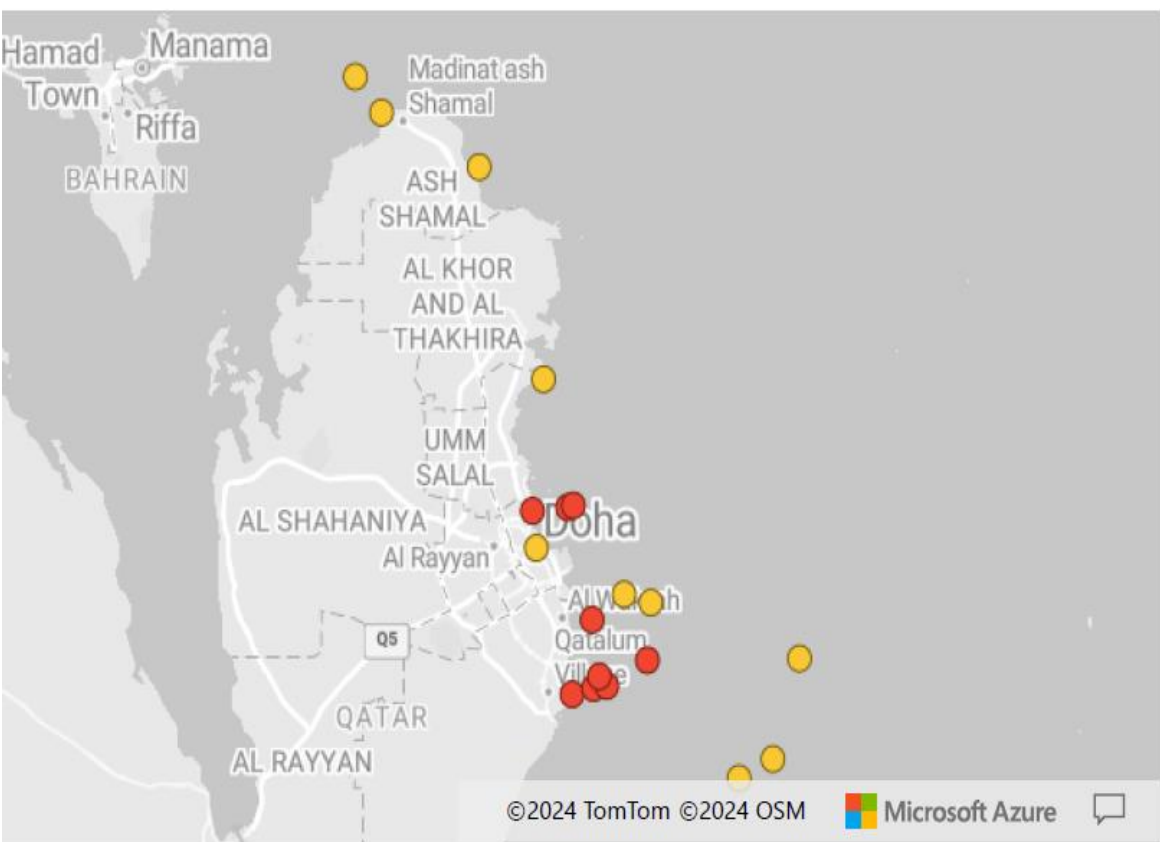 Hamad
Town
Manama
Riffa
BAHRAIN
Madinat ash
Shamal
ASH
SHAMAL
AL KHOR
AND AL
THAKHIRA
UMM
SALAL
Doha
AL SHAHANIYA
Al Rayyan
Qatalum
Q5
QATAR
AL RAYYAN
©2024 TomTom ©2024 OSM
Microsoft Azure